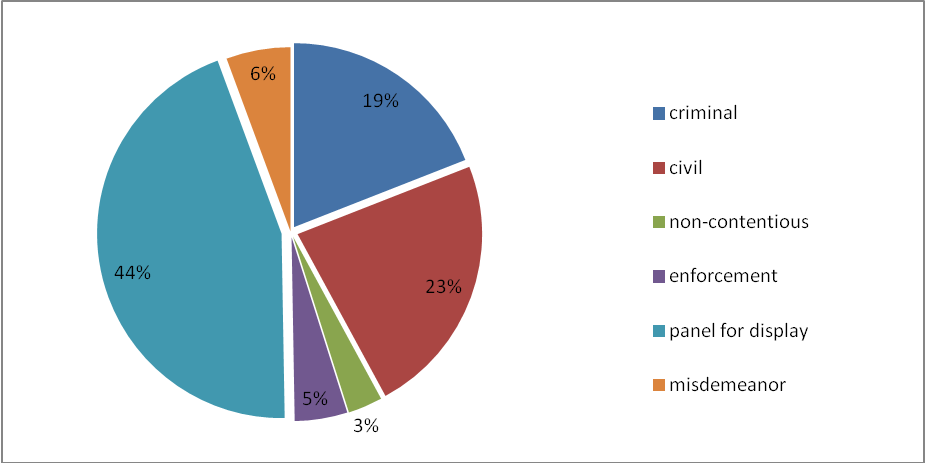 6%
19%
44%
23%
5%
3%
criminal
civil
non-contentious
enforcement
panel for display
misdemeanor